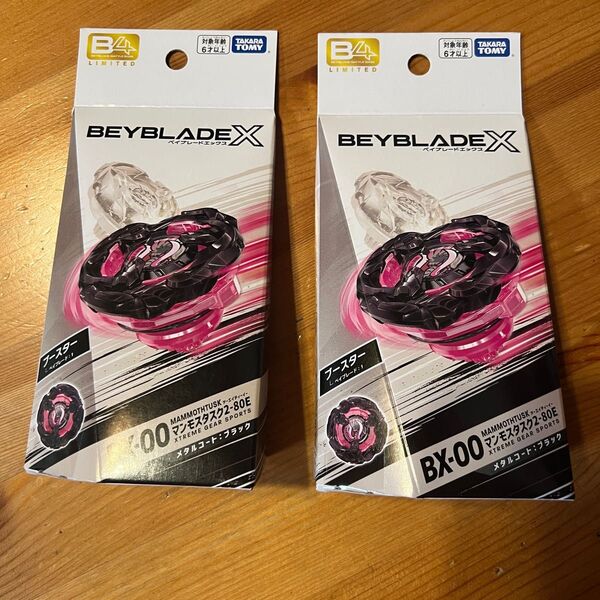 B4
LIMITED
対象年齢
6才以上
TAKARA
TOMY
BEYBLADE X
ベイブレードエックス
ブースター
ベイブレード:1
X-00
MAMMOTHTUSK
マンモスタスク2-80E
XTREME GEAR SPORTS
メタルコート:ブラック
B4
LIMITED
対象年齢
6才以上
TAKARA
TOMY
BEYBLADE X
ベイブレードエックス
ブースター
ベイブレード:1
BX-00
MAMMOTHTUSK
マンモスタスク2-80E
XTREME GEAR SPORTS
メタルコート:ブラック